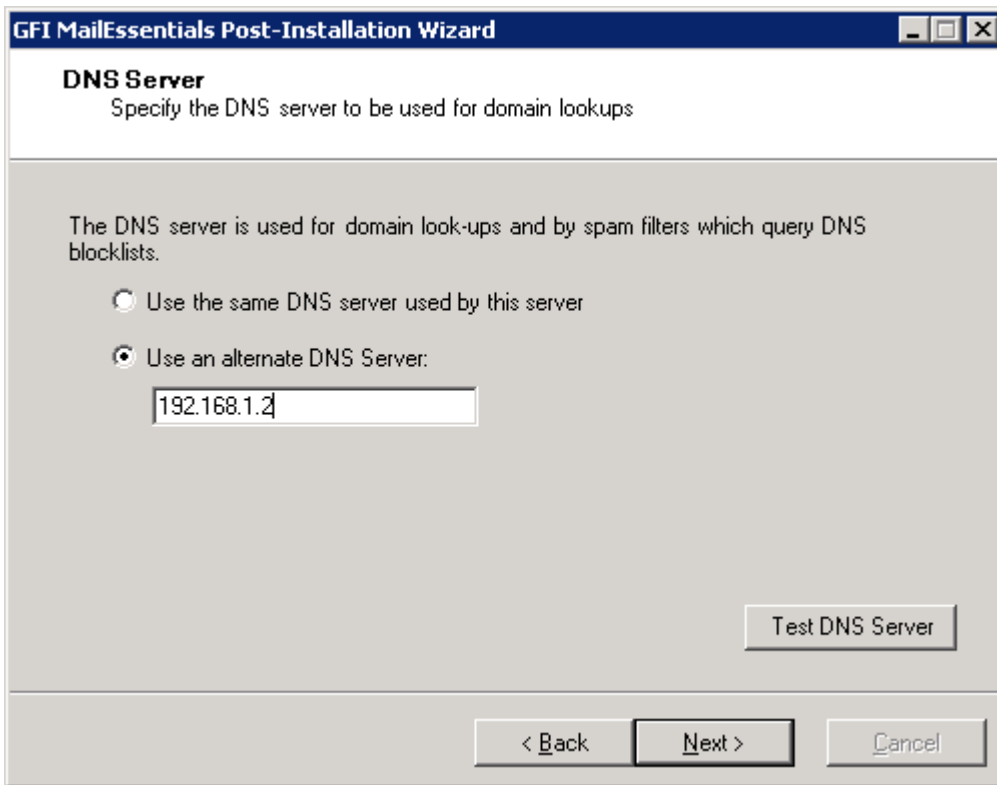 GFI MailEssentials Post-Installation Wizard
DNS Server
Specify the DNS server to be used for domain lookups
The DNS server is used for domain look-ups and by spam filters which query DNS
blocklists.
Use the same DNS server used by this server
Use an alternate DNS Server:
192.168.1.2
Test DNS Server
< Back
Next >
Cancel